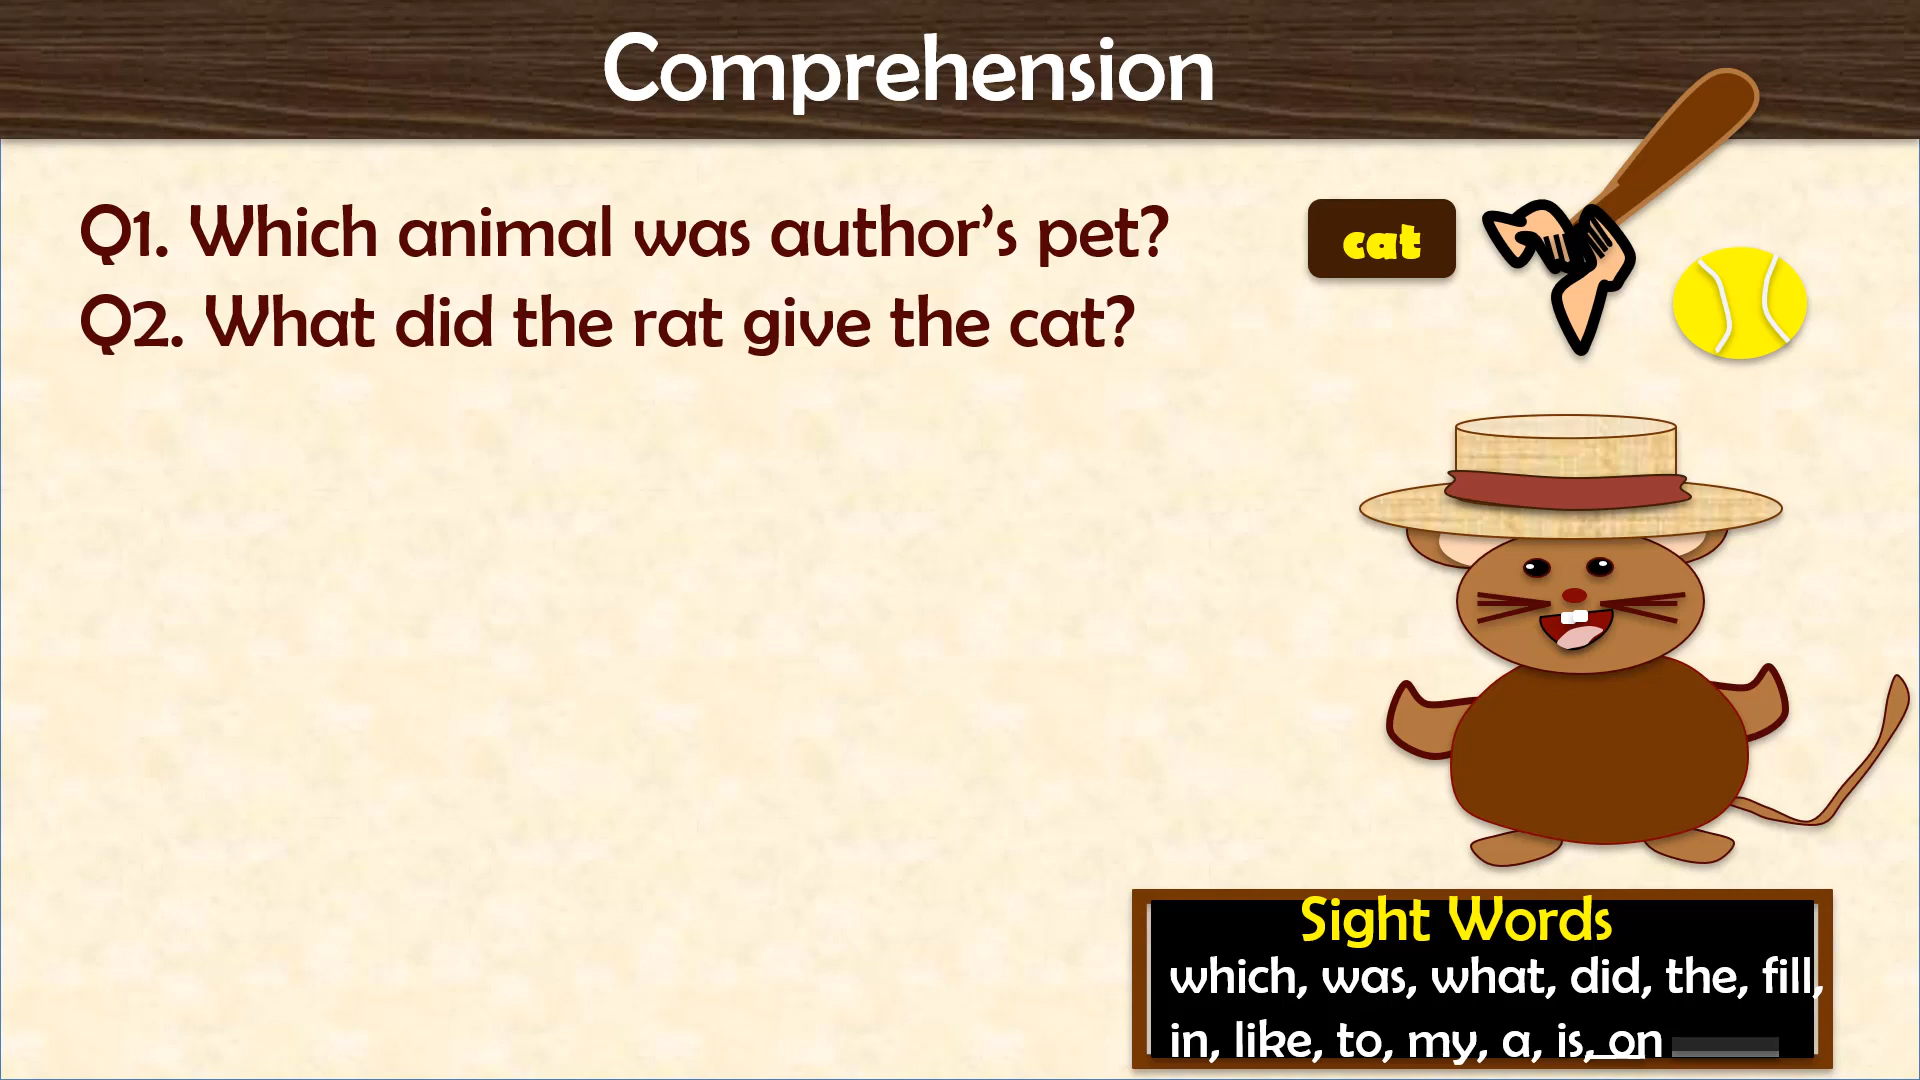 Comprehension
Q1. Which animal was author's pet?
cat
Q2. What did the rat give the cat?
Sight Words
which, was, what, did, the, fill,
in, like, to, my, a, is, on